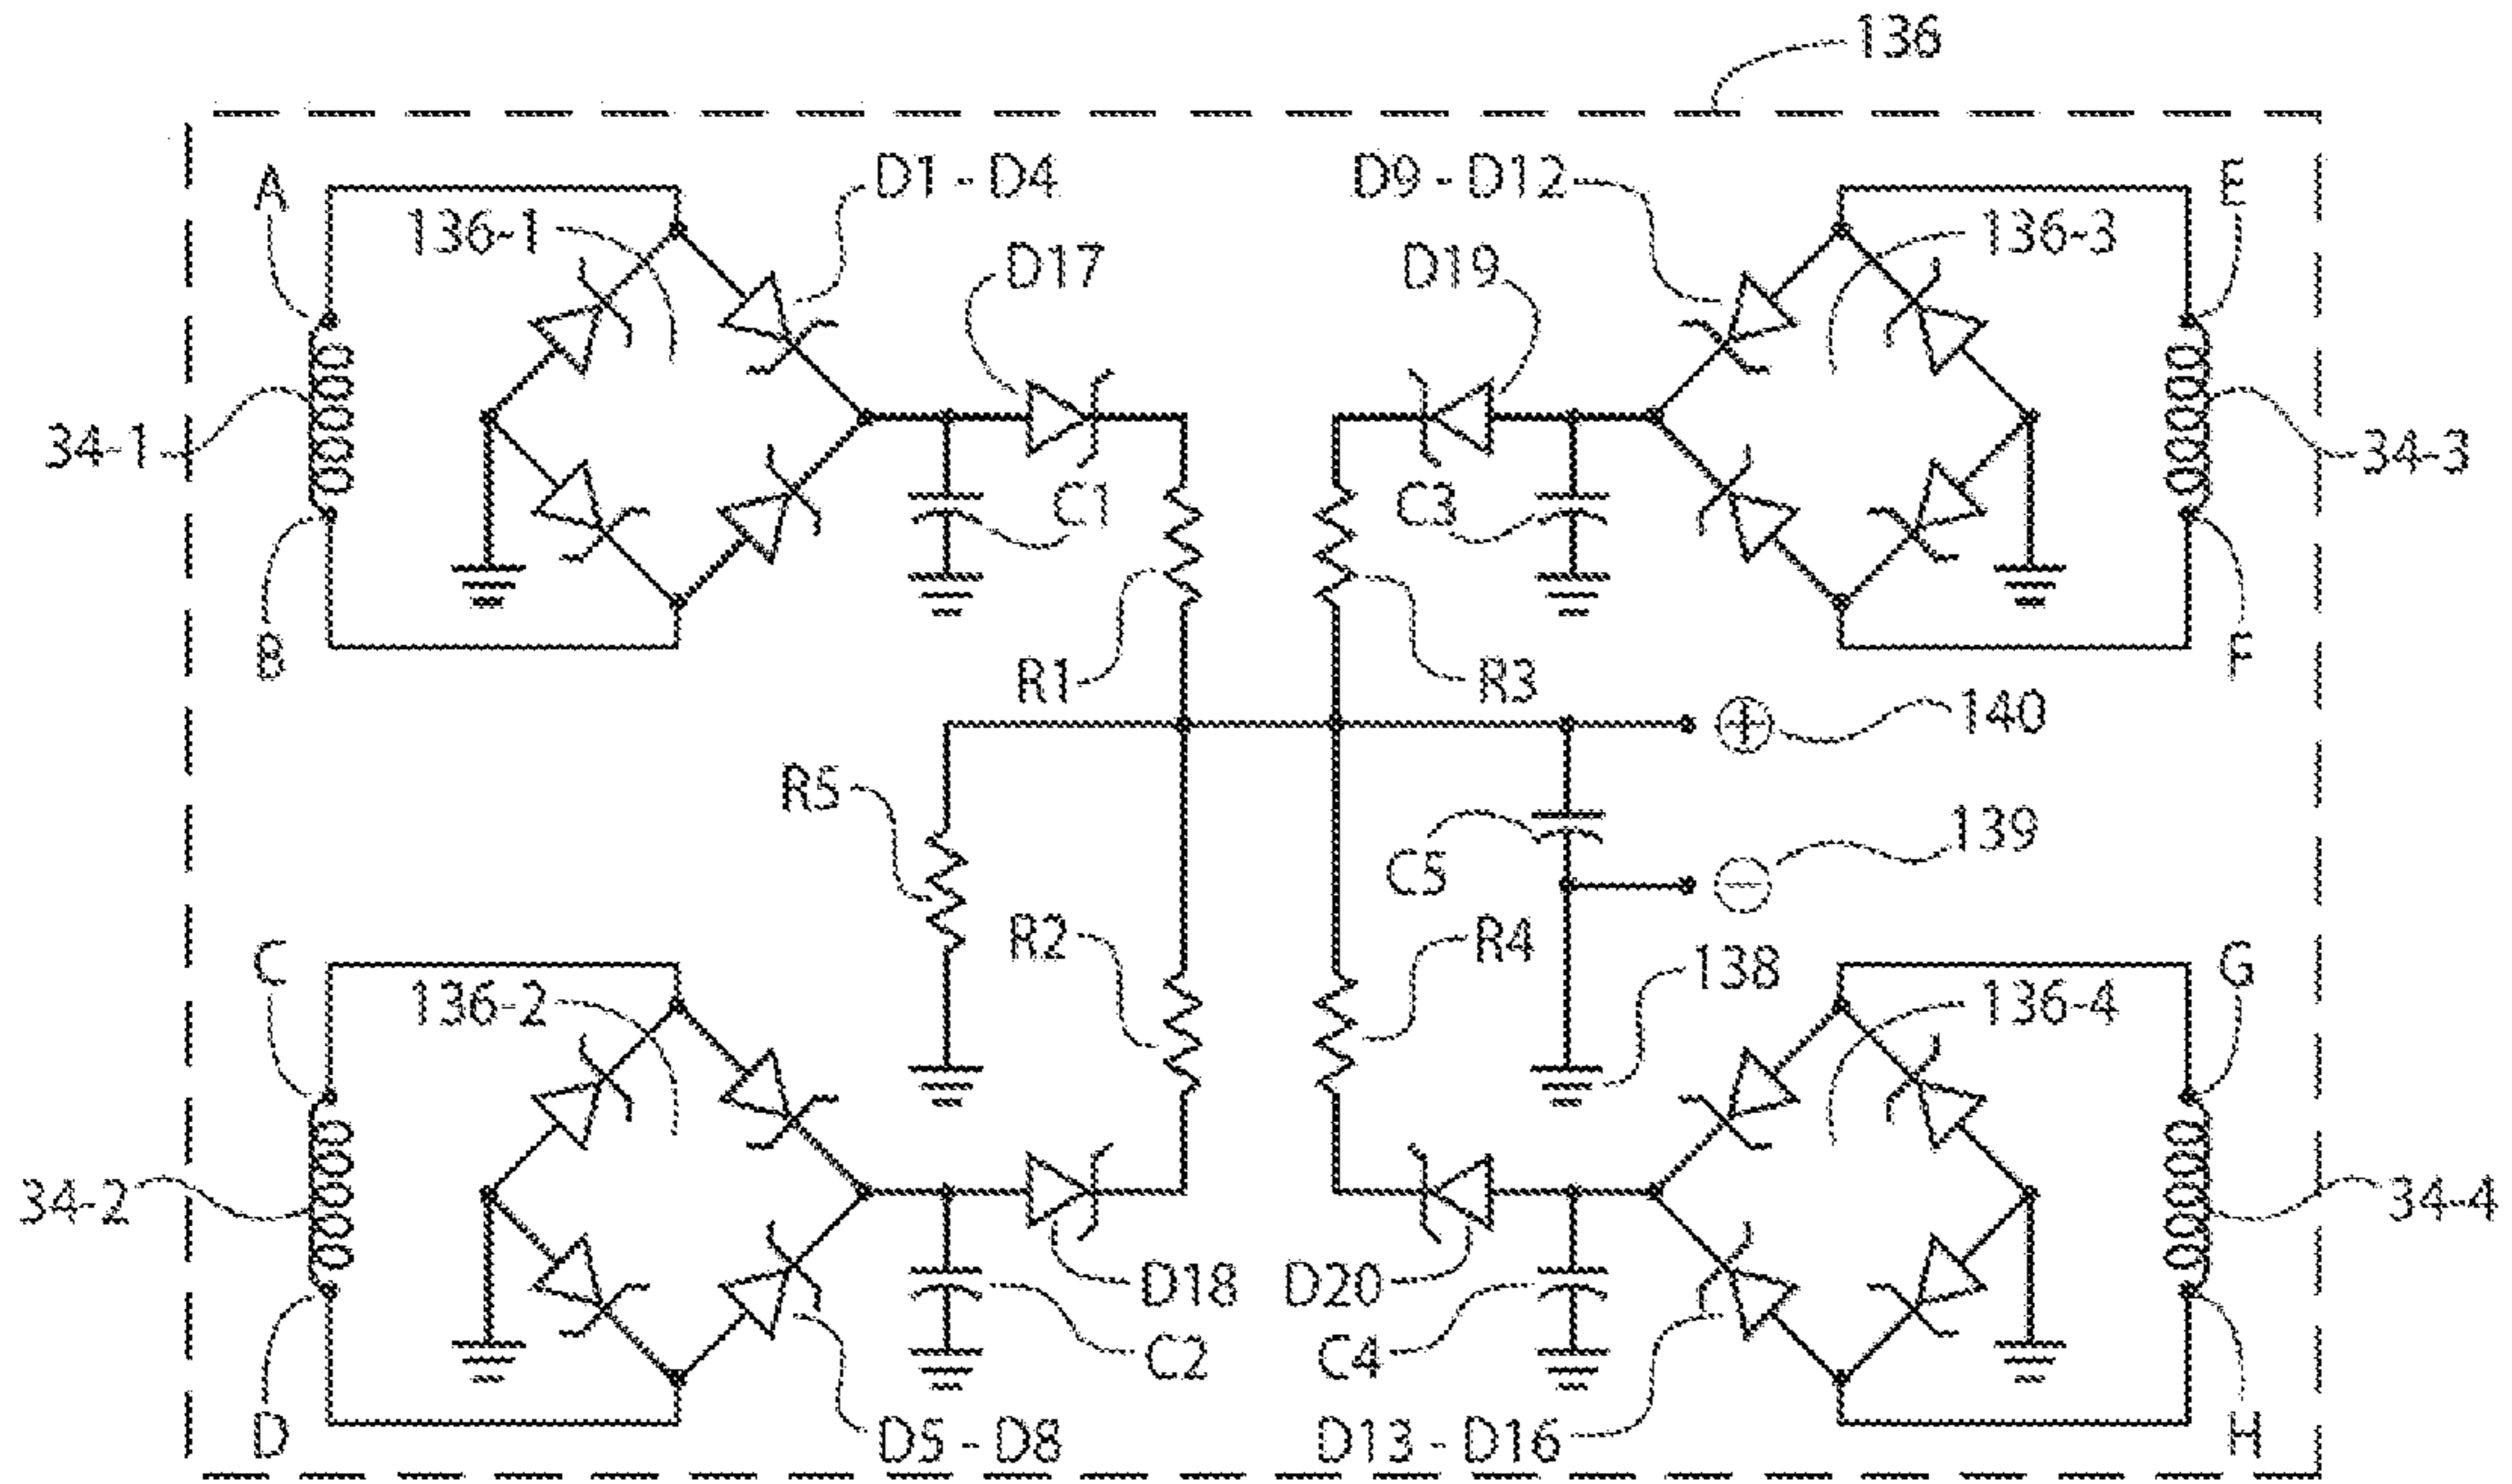 136
A
D1 - D4
D9 - D12
E
136-1
136-3
D17
D19
34-1
34-3
C1
C3
B
R1
R3
F
140
R5
139
C5
R2
R4
C
138
G
136-2
136-4
34-2
34-4
D18
D20
C2
C4
D
D5 - D8
D13 - D16
H